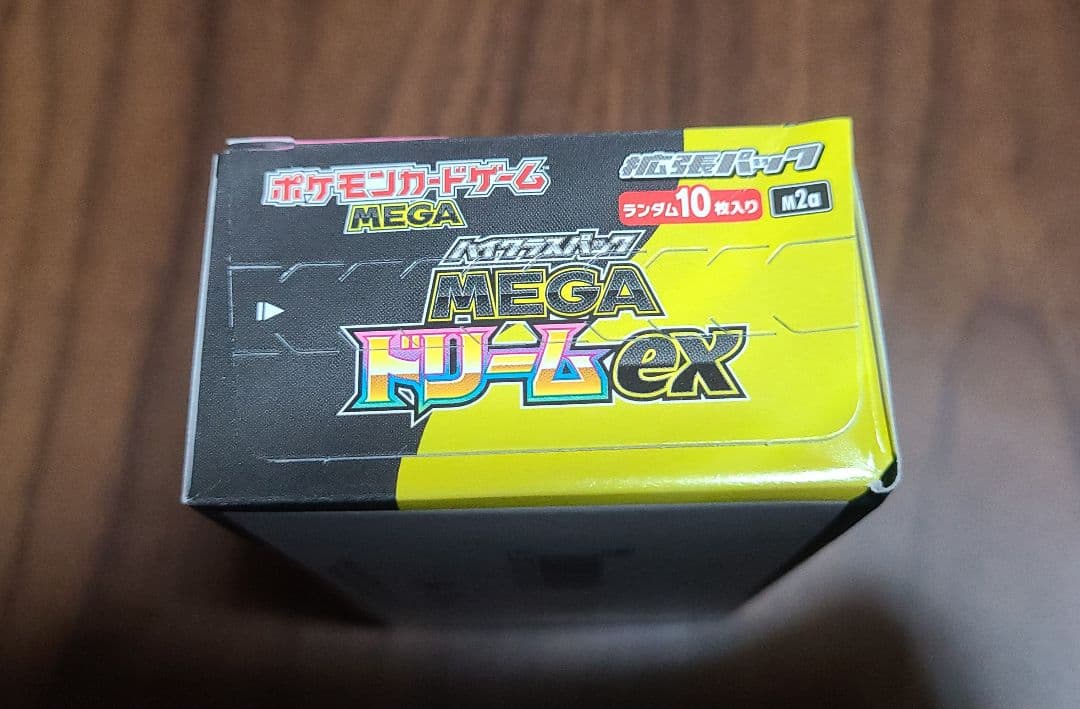 ポケモンカードゲーム
MEGA
拡張パック
ランダム10枚入り M2a
ハイクラスパック
MEGA
ドリームex